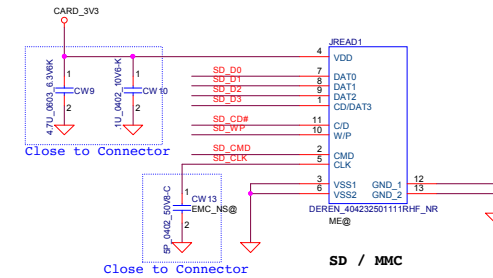 CARD_3V3
JREAD1
4 VDD
SD_D0 7 DAT0
SD_D1 8 DAT1
SD_D2 9 DAT2
SD_D3 1 CD/DAT3
SD_CD# 11 C/D
SD_WP 10 W/P
SD_CMD 2 CMD
SD_CLK 5 CLK
3 VSS1 GND_1 12
6 VSS2 GND_2 13
DEREN_404232501111RHF_NR
ME@
1
CW9
2
4.7U_0603_6.3V6K
1
CW10
2
.1U_0402_10V6-K
Close to Connector
1
CW13
EMC_NS@
2
5P_0402_50V8-C
Close to Connector
SD / MMC